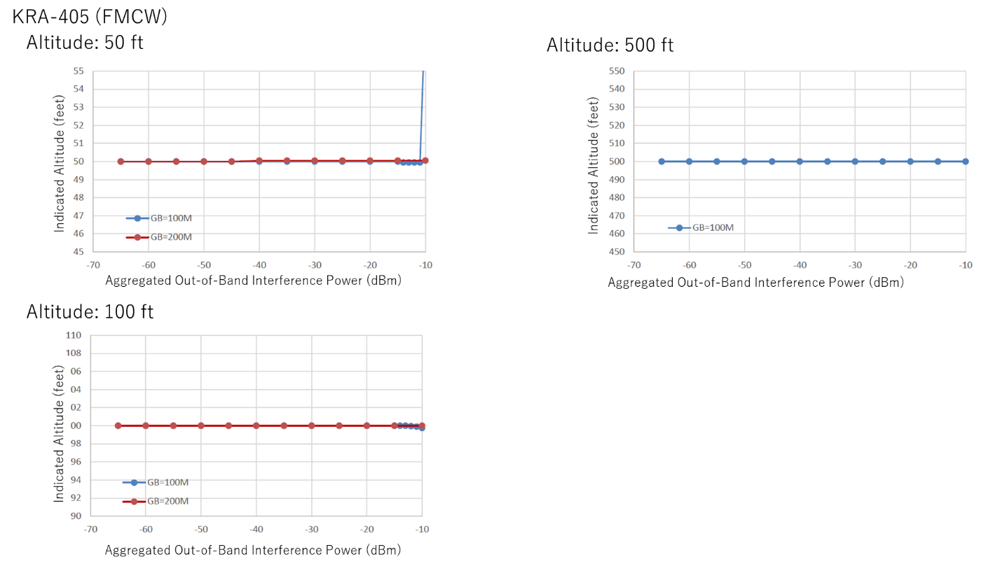 KRA-405 (FMCW)
Altitude: 50 ft
55
54
53
52
51
50
49
48
47
46
45
Indicated Altitude (feet)
GB=100M
GB=200M
-70 -60 -50 -40 -30 -20 -10
Aggregated Out-of-Band Interference Power (dBm)
Altitude: 500 ft
550
540
530
520
510
500
490
480
470
460
450
Indicated Altitude (feet)
GB=100M
-70 -60 -50 -40 -30 -20 -10
Aggregated Out-of-Band Interference Power (dBm)
Altitude: 100 ft
110
108
06
04
02
00
98
96
94
92
90
Indicated Altitude (feet)
GB=100M
GB=200M
-70 -60 -50 -40 -30 -20 -10
Aggregated Out-of-Band Interference Power (dBm)